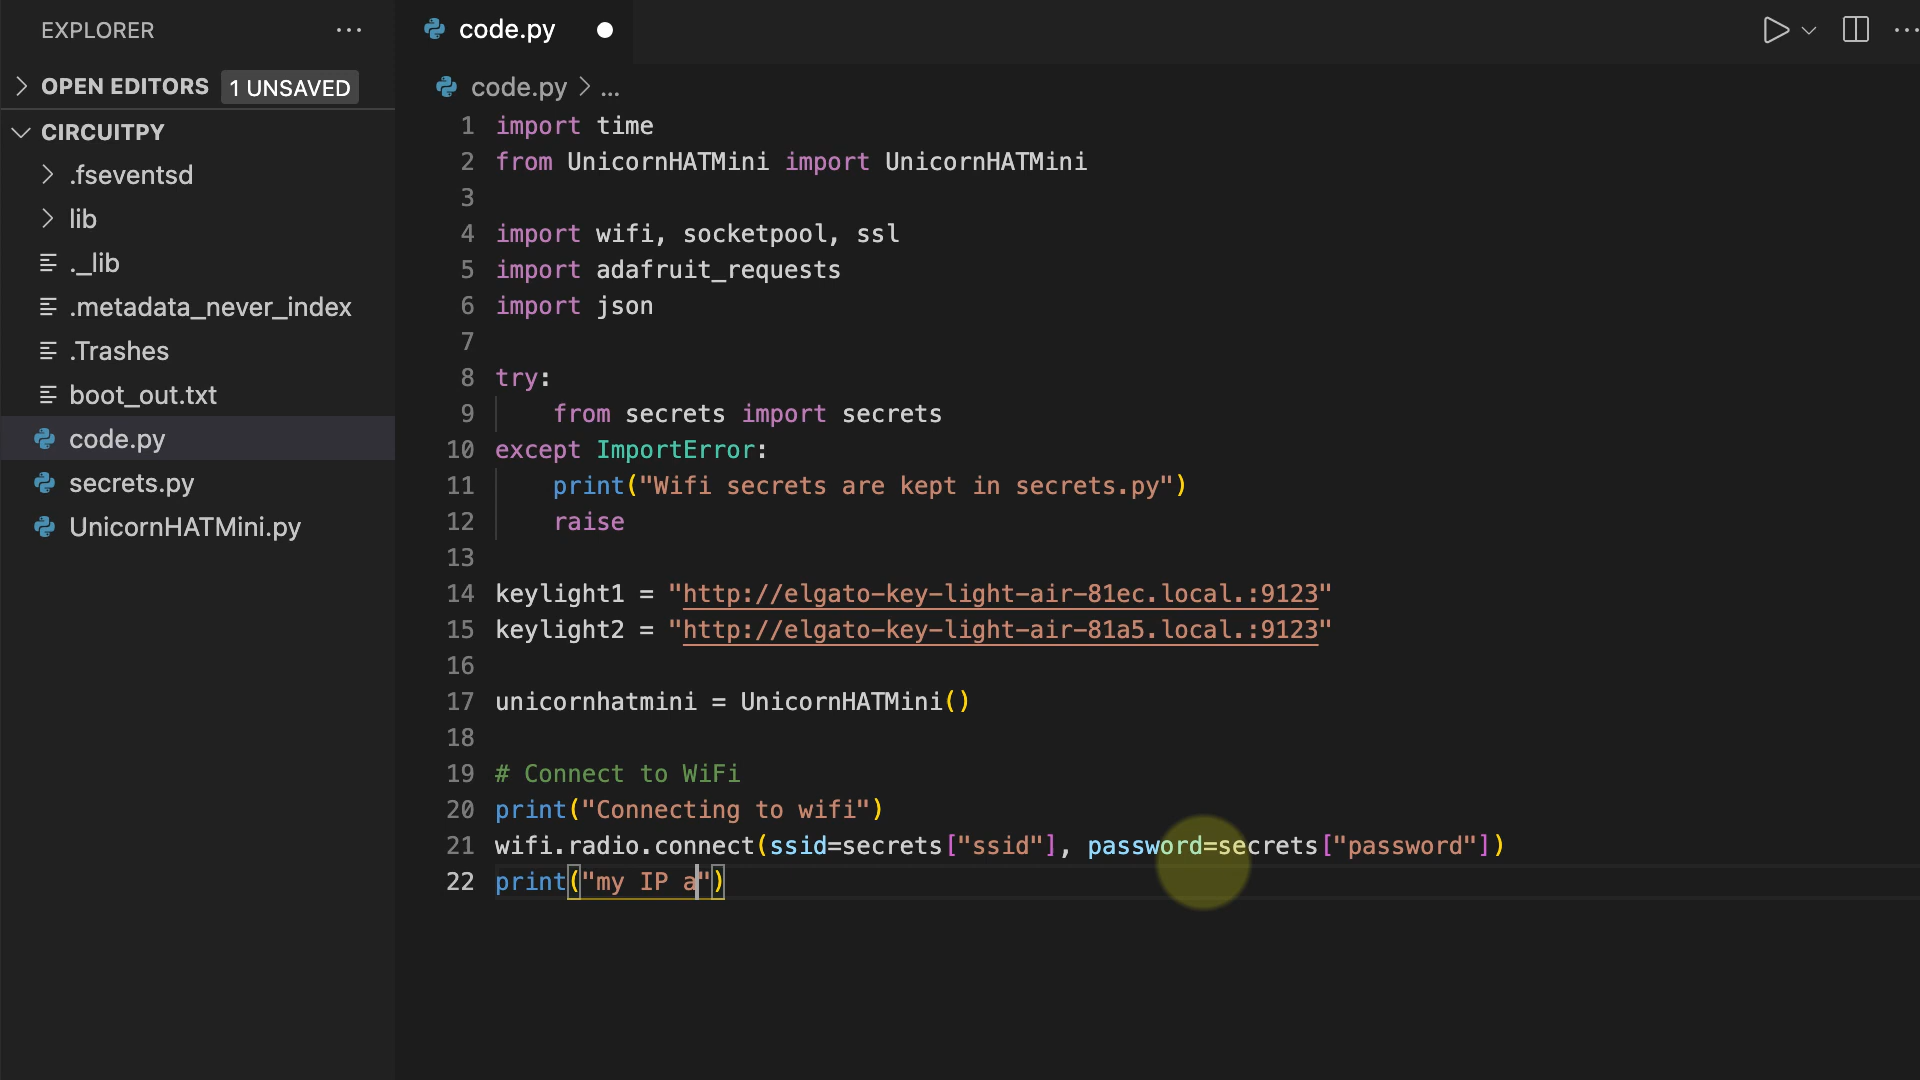 EXPLORER ...
OPEN EDITORS 1 UNSAVED
CIRCUITPY
.fseventsd
lib
._lib
.metadata_never_index
.Trashes
boot_out.txt
code.py
secrets.py
UnicornHATMini.py
code.py
code.py > ...
1 import time
2 from UnicornHATMini import UnicornHATMini
3
4 import wifi, socketpool, ssl
5 import adafruit_requests
6 import json
7
8 try:
9     from secrets import secrets
10 except ImportError:
11     print("Wifi secrets are kept in secrets.py")
12     raise
13
14 keylight1 = "http://elgato-key-light-air-81ec.local.:9123"
15 keylight2 = "http://elgato-key-light-air-81a5.local.:9123"
16
17 unicornhatmini = UnicornHATMini()
18
19 # Connect to WiFi
20 print("Connecting to wifi")
21 wifi.radio.connect(ssid=secrets["ssid"], password=secrets["password"])
22 print("my IP a")